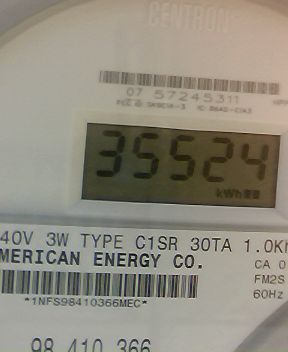 CENTRON
07 57245311
35524
kWh
40V 3W TYPE C1SR 30TA 1.0Kh
MERICAN ENERGY CO.
CA 0
FM2S
60Hz
*1NFS98410366MEC*
98 410 366